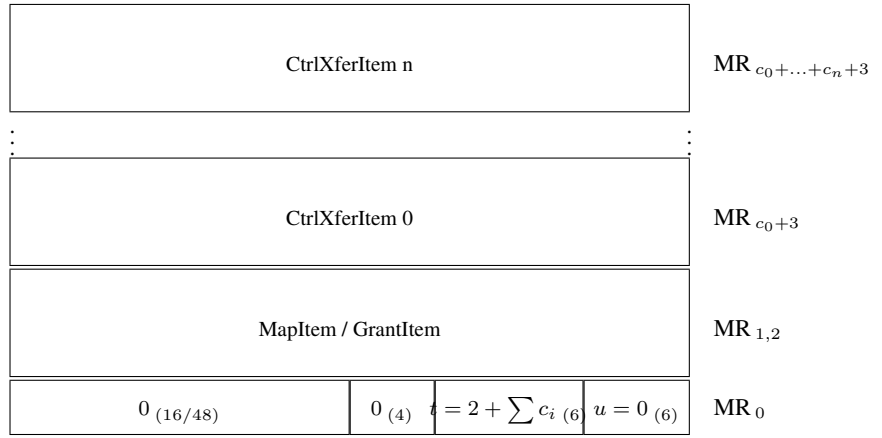 CtrlXferItem n MR c₀+...+cₙ+3
⋮ ⋮
CtrlXferItem 0 MR c₀+3
MapItem / GrantItem MR 1,2
0 (16/48) 0 (4) t = 2 + ∑ cᵢ (6) u = 0 (6) MR 0